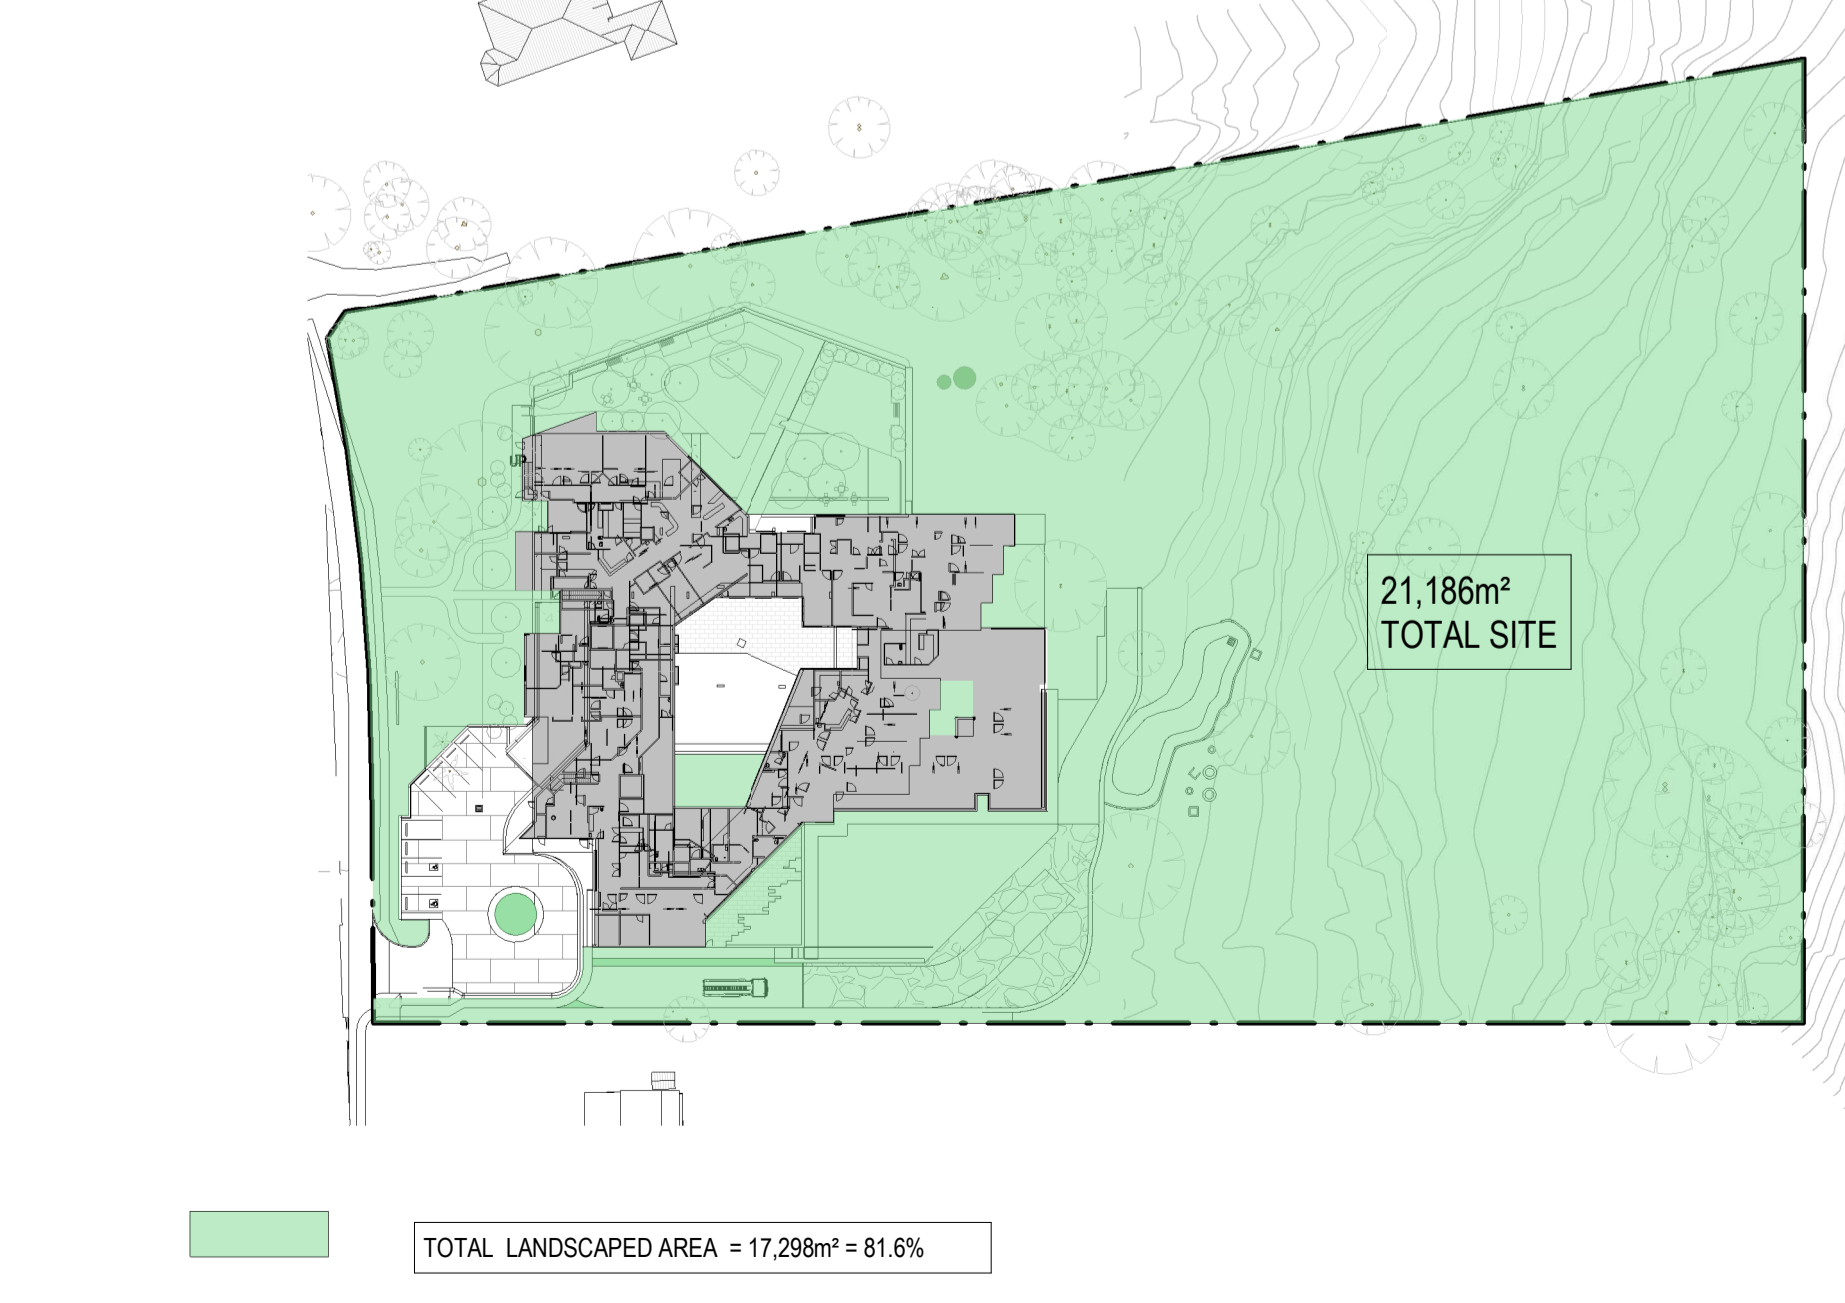 UP
21,186m²
TOTAL SITE
TOTAL LANDSCAPED AREA = 17,298m² = 81.6%